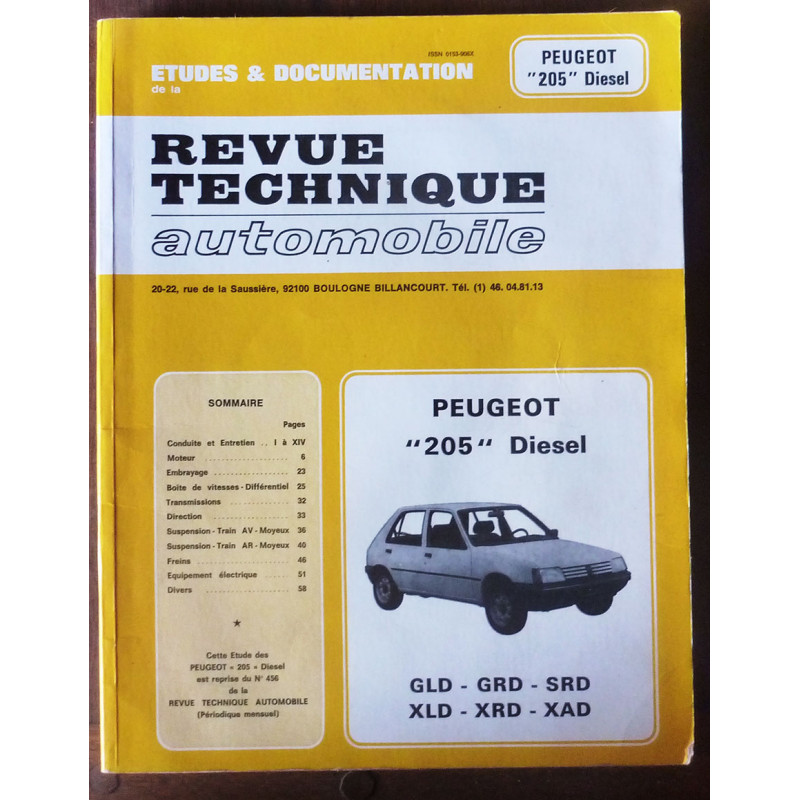 ISSN 0153-906X
ETUDES & DOCUMENTATION
de la
PEUGEOT
"205" Diesel
REVUE
TECHNIQUE
automobile
20-22, rue de la Saussière, 92100 BOULOGNE BILLANCOURT. Tél. (1) 46. 04.81.13
SOMMAIRE
Pages
Conduite et Entretien .. I à XIV
Moteur .................... 6
Embrayage .................. 23
Boîte de vitesses - Différentiel 25
Transmissions .............. 32
Direction .................. 33
Suspension - Train AV - Moyeux 36
Suspension - Train AR - Moyeux 40
Freins ..................... 46
Equipement électrique ..... 51
Divers ..................... 58
★
Cette Etude des
PEUGEOT « 205 » Diesel
est reprise du N° 456
de la
REVUE TECHNIQUE AUTOMOBILE
(Périodique mensuel)
PEUGEOT
"205" Diesel
GLD - GRD - SRD
XLD - XRD - XAD